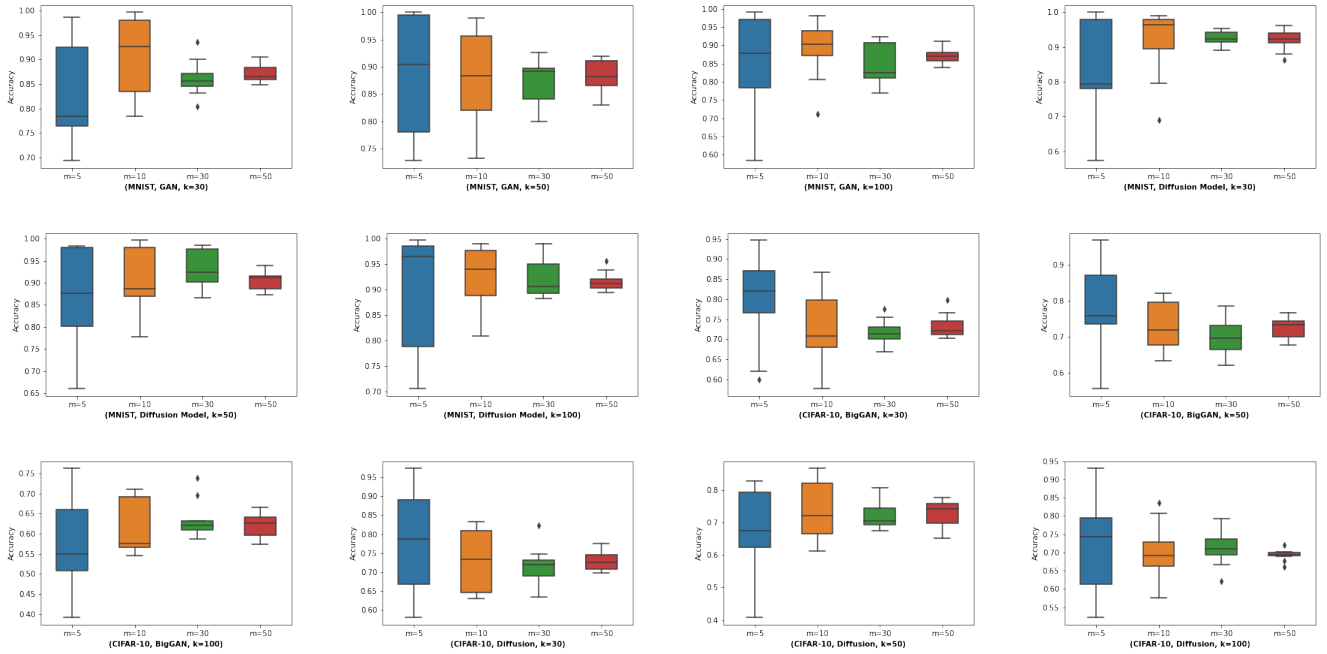 1.00
0.95
0.90
0.85
0.80
0.75
0.70
Accuracy
m=5 m=10 m=30 m=50
(MNIST, GAN, k=30)
1.00
0.95
0.90
0.85
0.80
0.75
Accuracy
m=5 m=10 m=30 m=50
(MNIST, GAN, k=50)
1.00
0.95
0.90
0.85
0.80
0.75
0.70
0.65
0.60
Accuracy
m=5 m=10 m=30 m=50
(MNIST, GAN, k=100)
1.0
0.9
0.8
0.7
0.6
Accuracy
m=5 m=10 m=30 m=50
(MNIST, Diffusion Model, k=30)
1.00
0.95
0.90
0.85
0.80
0.75
0.70
0.65
Accuracy
m=5 m=10 m=30 m=50
(MNIST, Diffusion Model, k=50)
1.00
0.95
0.90
0.85
0.80
0.75
0.70
Accuracy
m=5 m=10 m=30 m=50
(MNIST, Diffusion Model, k=100)
0.95
0.90
0.85
0.80
0.75
0.70
0.65
0.60
Accuracy
m=5 m=10 m=30 m=50
(CIFAR-10, BigGAN, k=30)
0.9
0.8
0.7
0.6
Accuracy
m=5 m=10 m=30 m=50
(CIFAR-10, BigGAN, k=50)
0.75
0.70
0.65
0.60
0.55
0.50
0.45
0.40
Accuracy
m=5 m=10 m=30 m=50
(CIFAR-10, BigGAN, k=100)
0.95
0.90
0.85
0.80
0.75
0.70
0.65
0.60
Accuracy
m=5 m=10 m=30 m=50
(CIFAR-10, Diffusion, k=30)
0.8
0.7
0.6
0.5
0.4
Accuracy
m=5 m=10 m=30 m=50
(CIFAR-10, Diffusion, k=50)
0.95
0.90
0.85
0.80
0.75
0.70
0.65
0.60
0.55
Accuracy
m=5 m=10 m=30 m=50
(CIFAR-10, Diffusion, k=100)